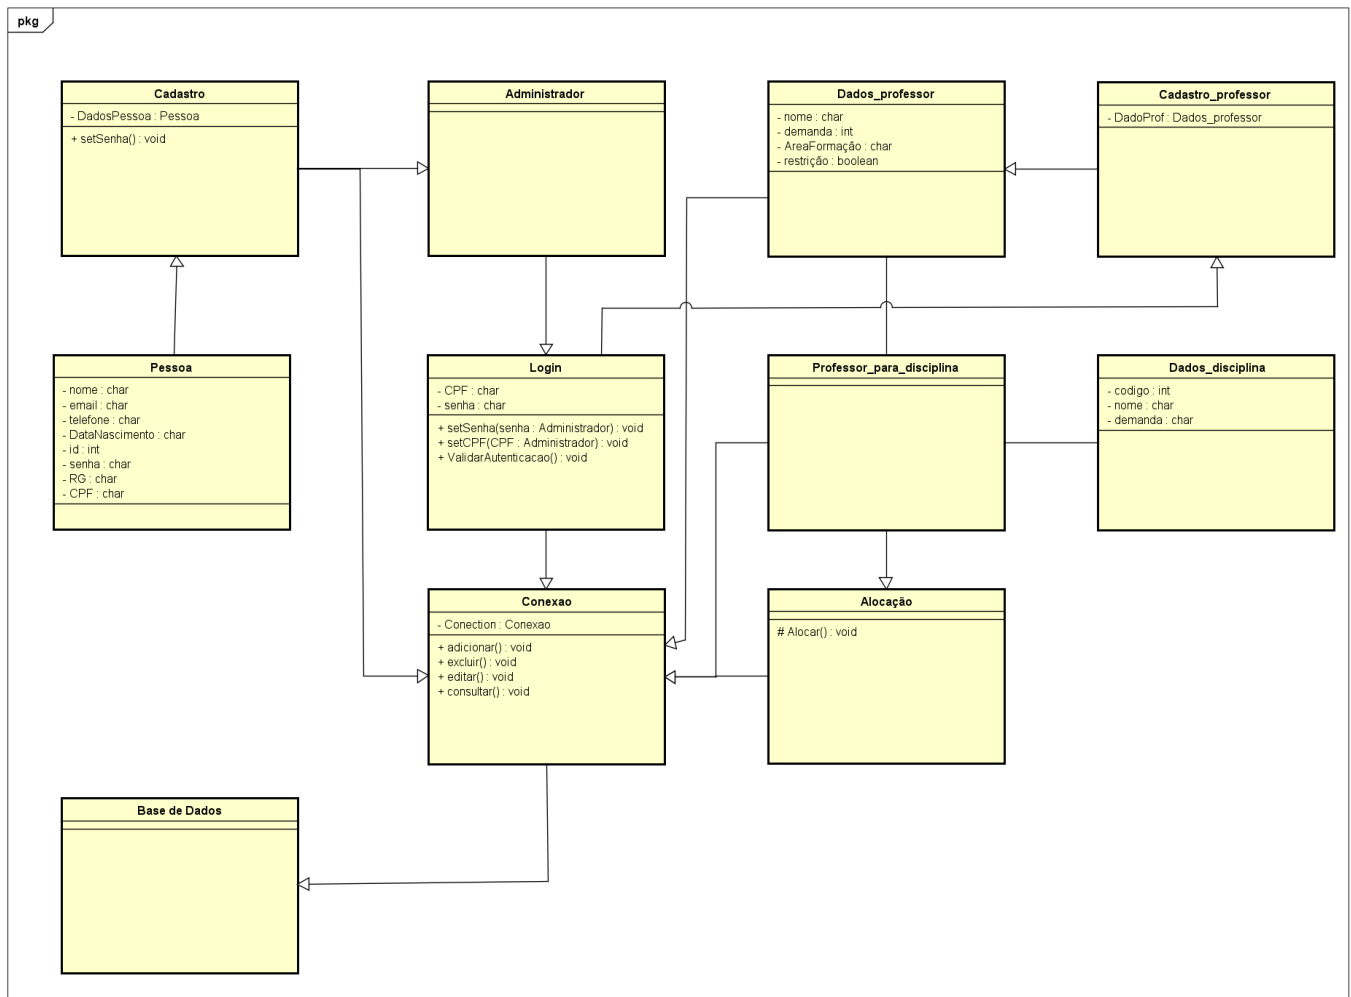 pkg
Cadastro
- DadosPessoa : Pessoa
+ setSenha() : void
Administrador
Dados_professor
- nome : char
- demanda : int
- AreaFormação : char
- restrição : boolean
Cadastro_professor
- DadoProf : Dados_professor
Pessoa
- nome : char
- email : char
- telefone : char
- DataNascimento : char
- id : int
- senha : char
- RG : char
- CPF : char
Login
- CPF : char
- senha : char
+ setSenha(senha : Administrador) : void
+ setCPF(CPF : Administrador) : void
+ ValidarAutenticacao() : void
Professor_para_disciplina
Dados_disciplina
- codigo : int
- nome : char
- demanda : char
Conexao
- Conection : Conexao
+ adicionar() : void
+ excluir() : void
+ editar() : void
+ consultar() : void
Alocação
# Alocar() : void
Base de Dados